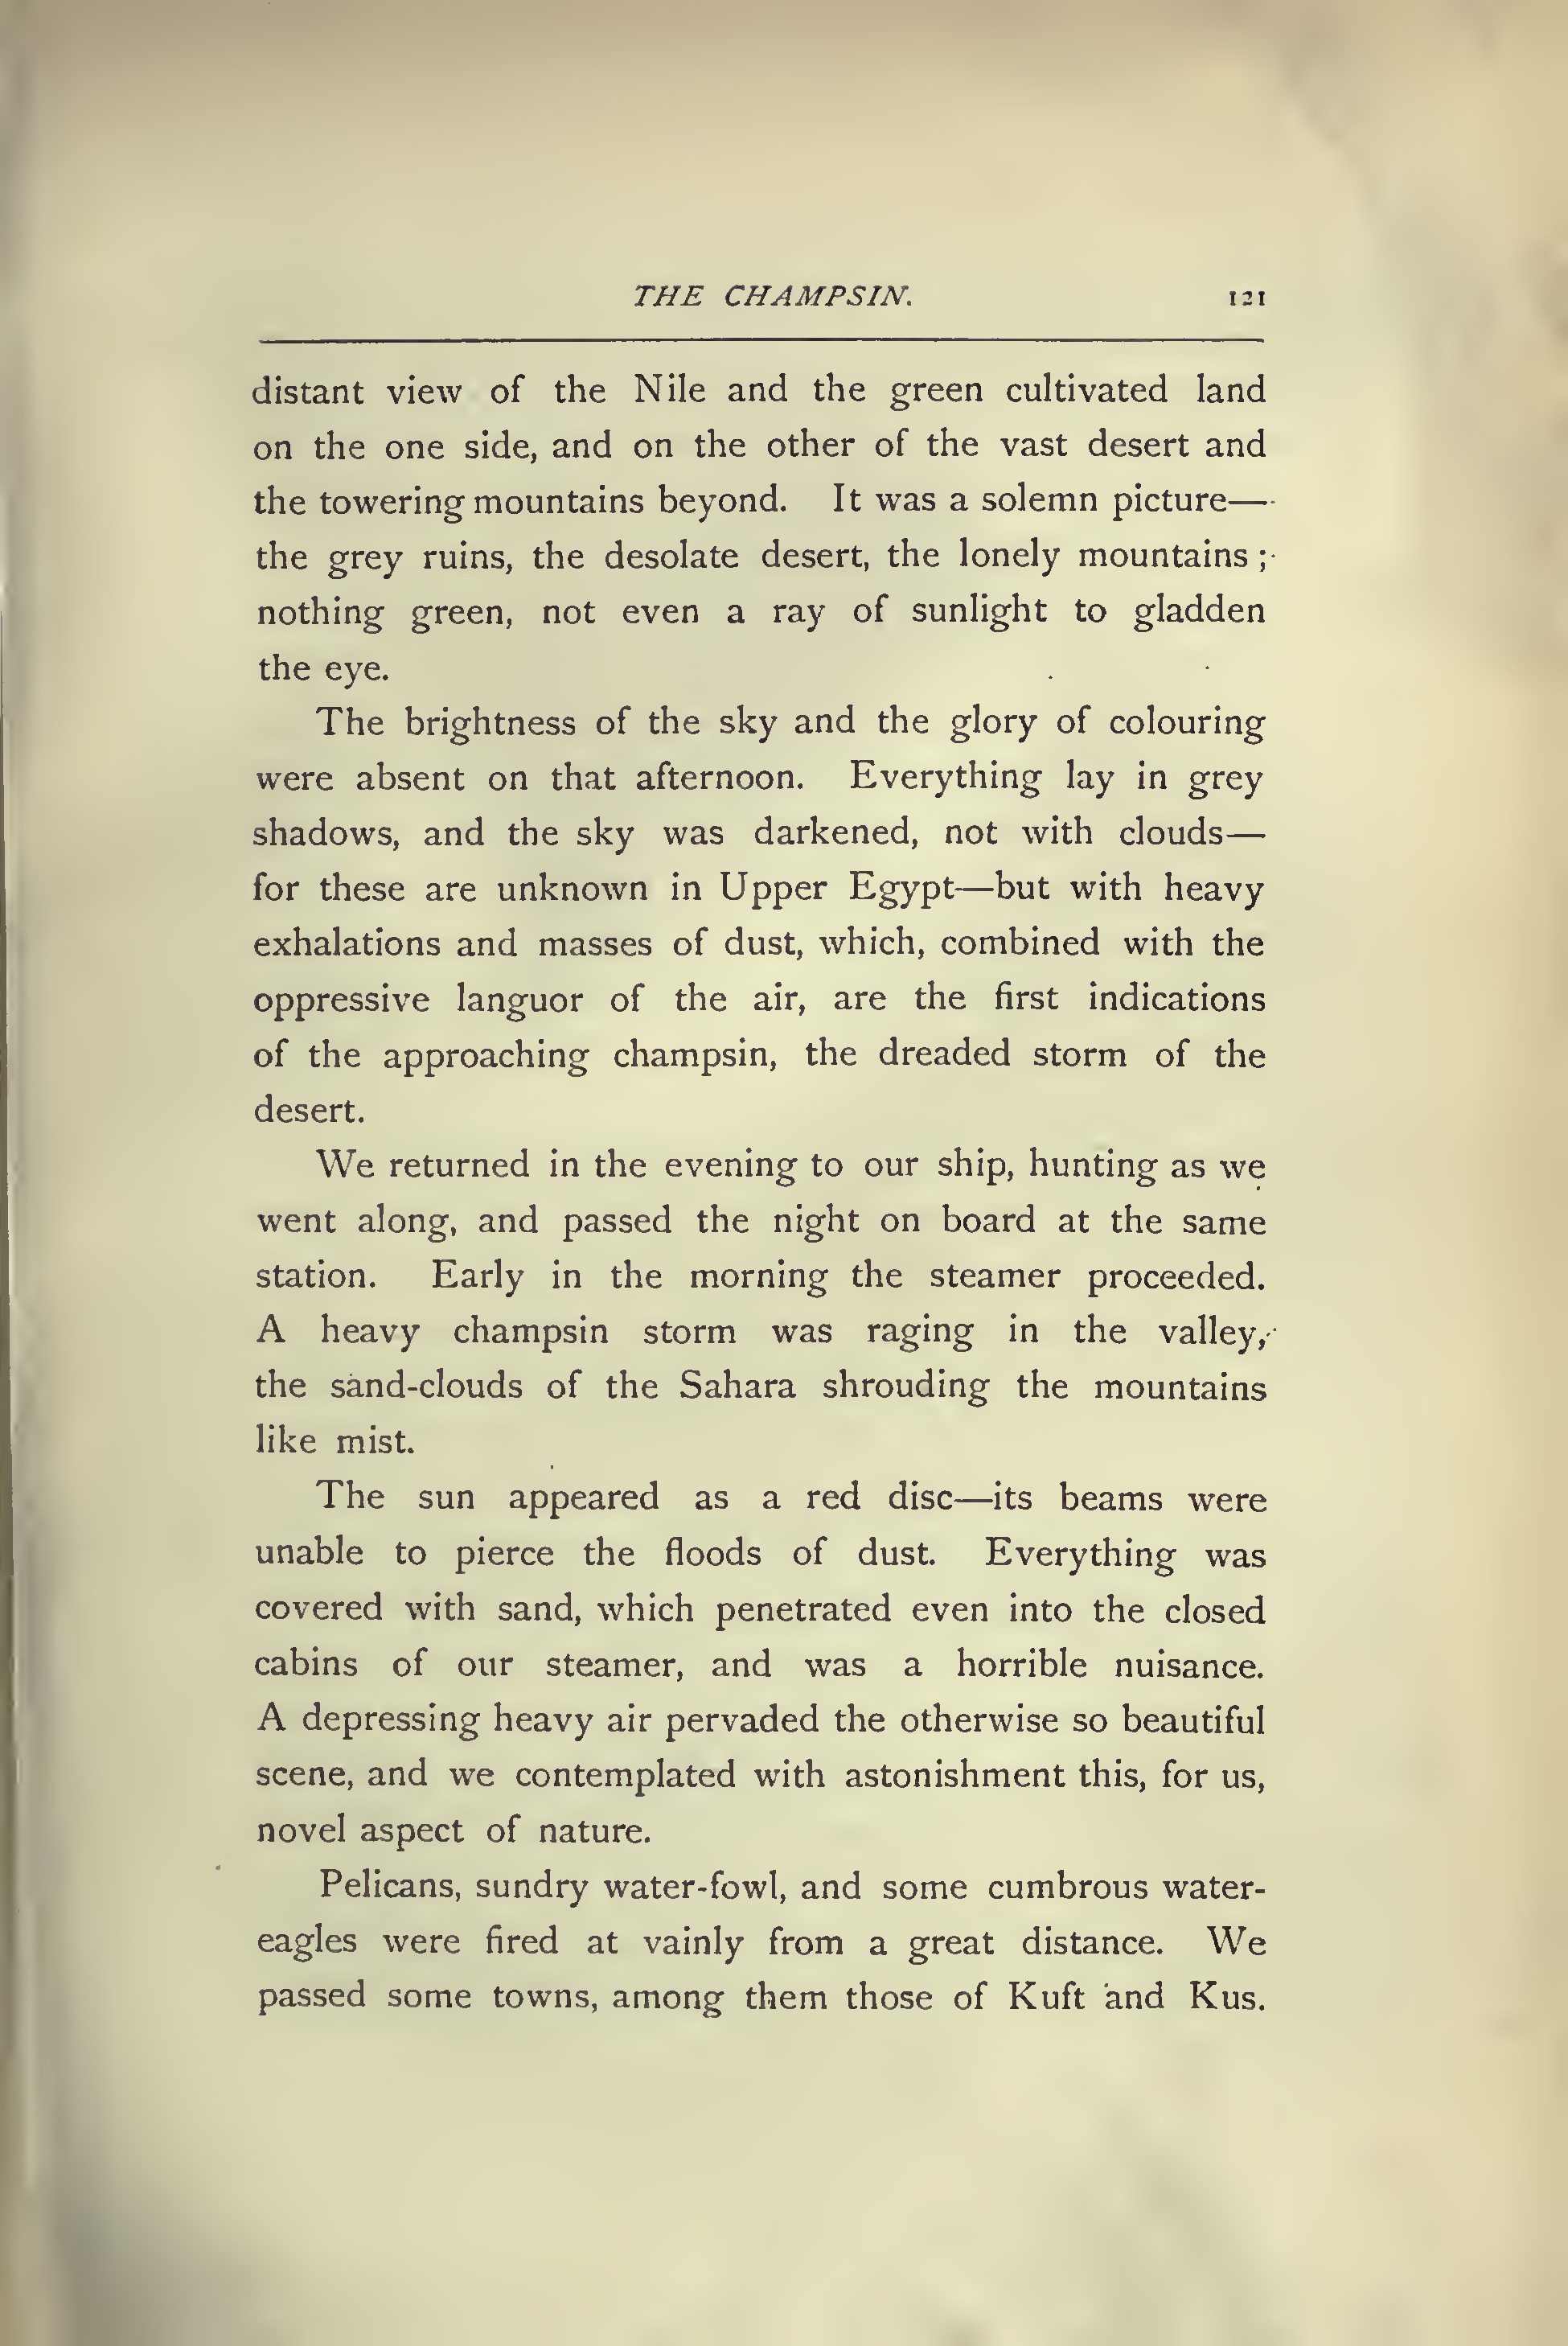 THE CHAMPSIN. 121
distant view of the Nile and the green cultivated land
on the one side, and on the other of the vast desert and
the towering mountains beyond. It was a solemn picture—
the grey ruins, the desolate desert, the lonely mountains ;
nothing green, not even a ray of sunlight to gladden
the eye.
The brightness of the sky and the glory of colouring
were absent on that afternoon. Everything lay in grey
shadows, and the sky was darkened, not with clouds—
for these are unknown in Upper Egypt—but with heavy
exhalations and masses of dust, which, combined with the
oppressive languor of the air, are the first indications
of the approaching champsin, the dreaded storm of the
desert.
We returned in the evening to our ship, hunting as we
went along, and passed the night on board at the same
station. Early in the morning the steamer proceeded.
A heavy champsin storm was raging in the valley,
the sand-clouds of the Sahara shrouding the mountains
like mist.
The sun appeared as a red disc—its beams were
unable to pierce the floods of dust. Everything was
covered with sand, which penetrated even into the closed
cabins of our steamer, and was a horrible nuisance.
A depressing heavy air pervaded the otherwise so beautiful
scene, and we contemplated with astonishment this, for us,
novel aspect of nature.
Pelicans, sundry water-fowl, and some cumbrous water-
eagles were fired at vainly from a great distance. We
passed some towns, among them those of Kuft and Kus.